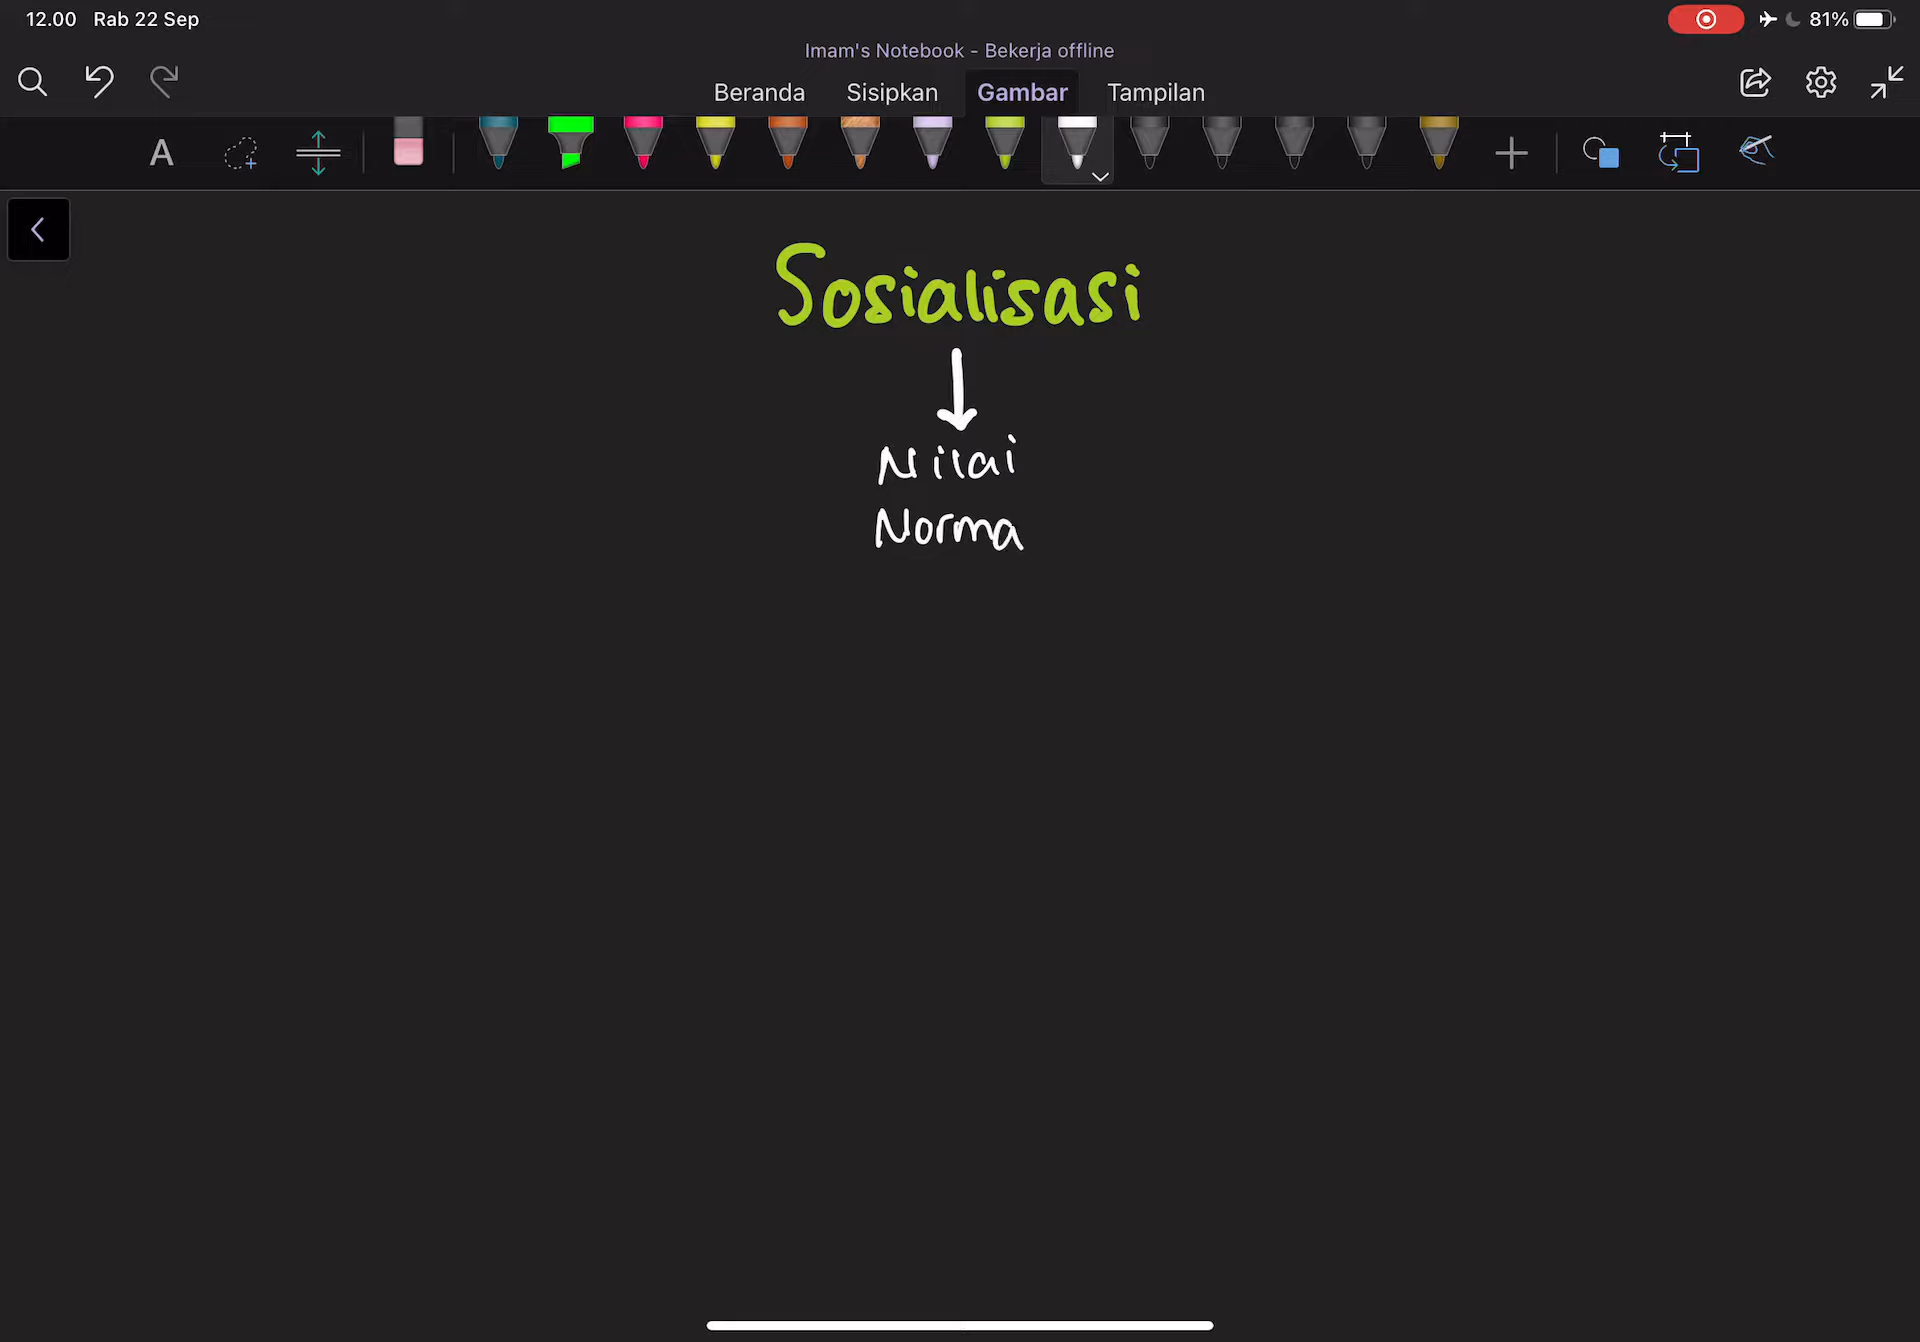 12.00 Rab 22 Sep 81%
Imam's Notebook - Bekerja offline
Beranda Sisipkan Gambar Tampilan
A
Sosialisasi
Nilai
Norma